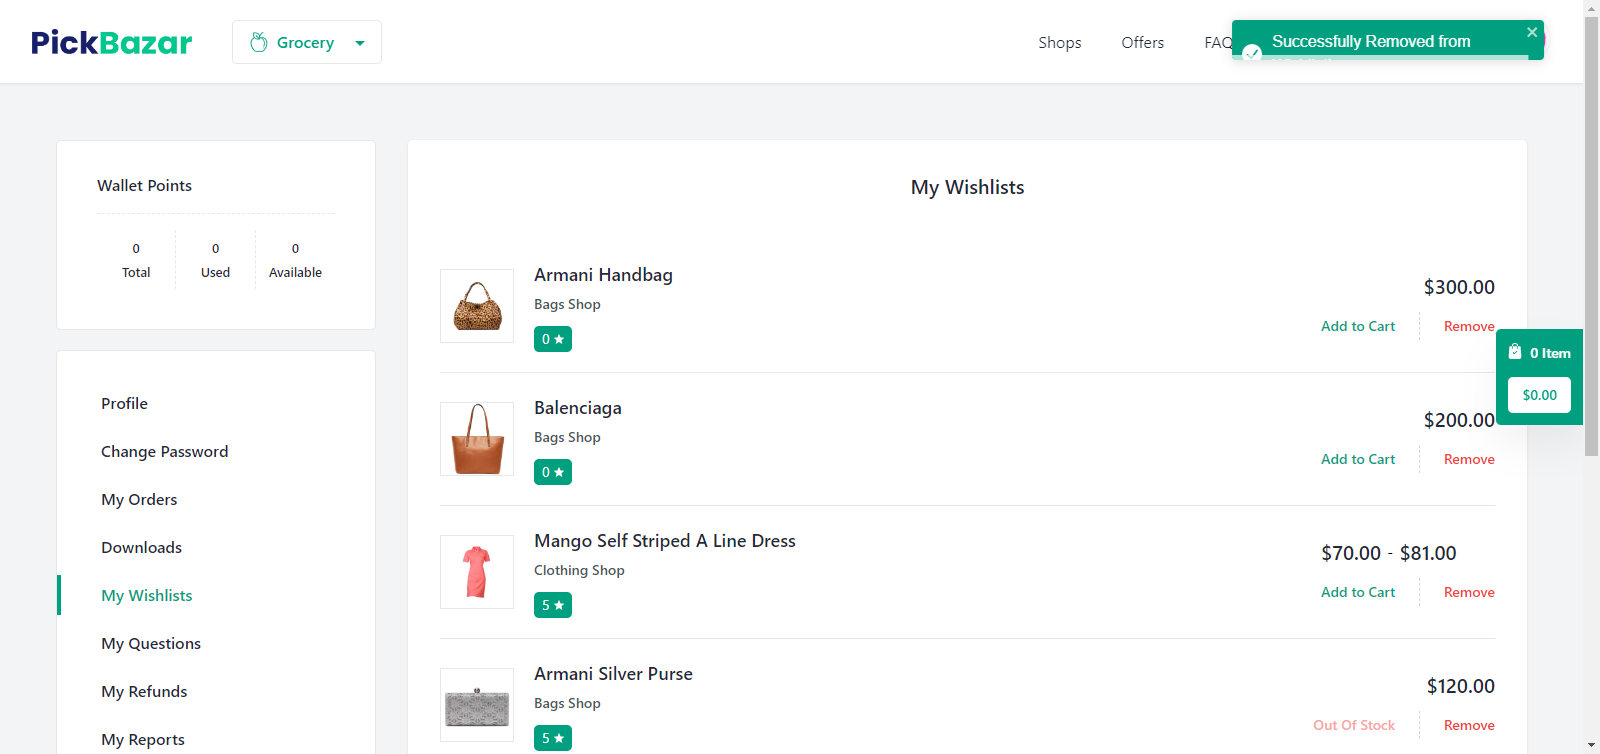 PickBazar
Grocery
Shops
Offers
FAQ
Successfully Removed from
Wallet Points
0
Total
0
Used
0
Available
Profile
Change Password
My Orders
Downloads
My Wishlists
My Questions
My Refunds
My Reports
My Wishlists
Armani Handbag
Bags Shop
0
$300.00
Add to Cart
Remove
Balenciaga
Bags Shop
0
$200.00
Add to Cart
Remove
Mango Self Striped A Line Dress
Clothing Shop
5
$70.00 - $81.00
Add to Cart
Remove
Armani Silver Purse
Bags Shop
5
$120.00
Out Of Stock
Remove
0 Item
$0.00